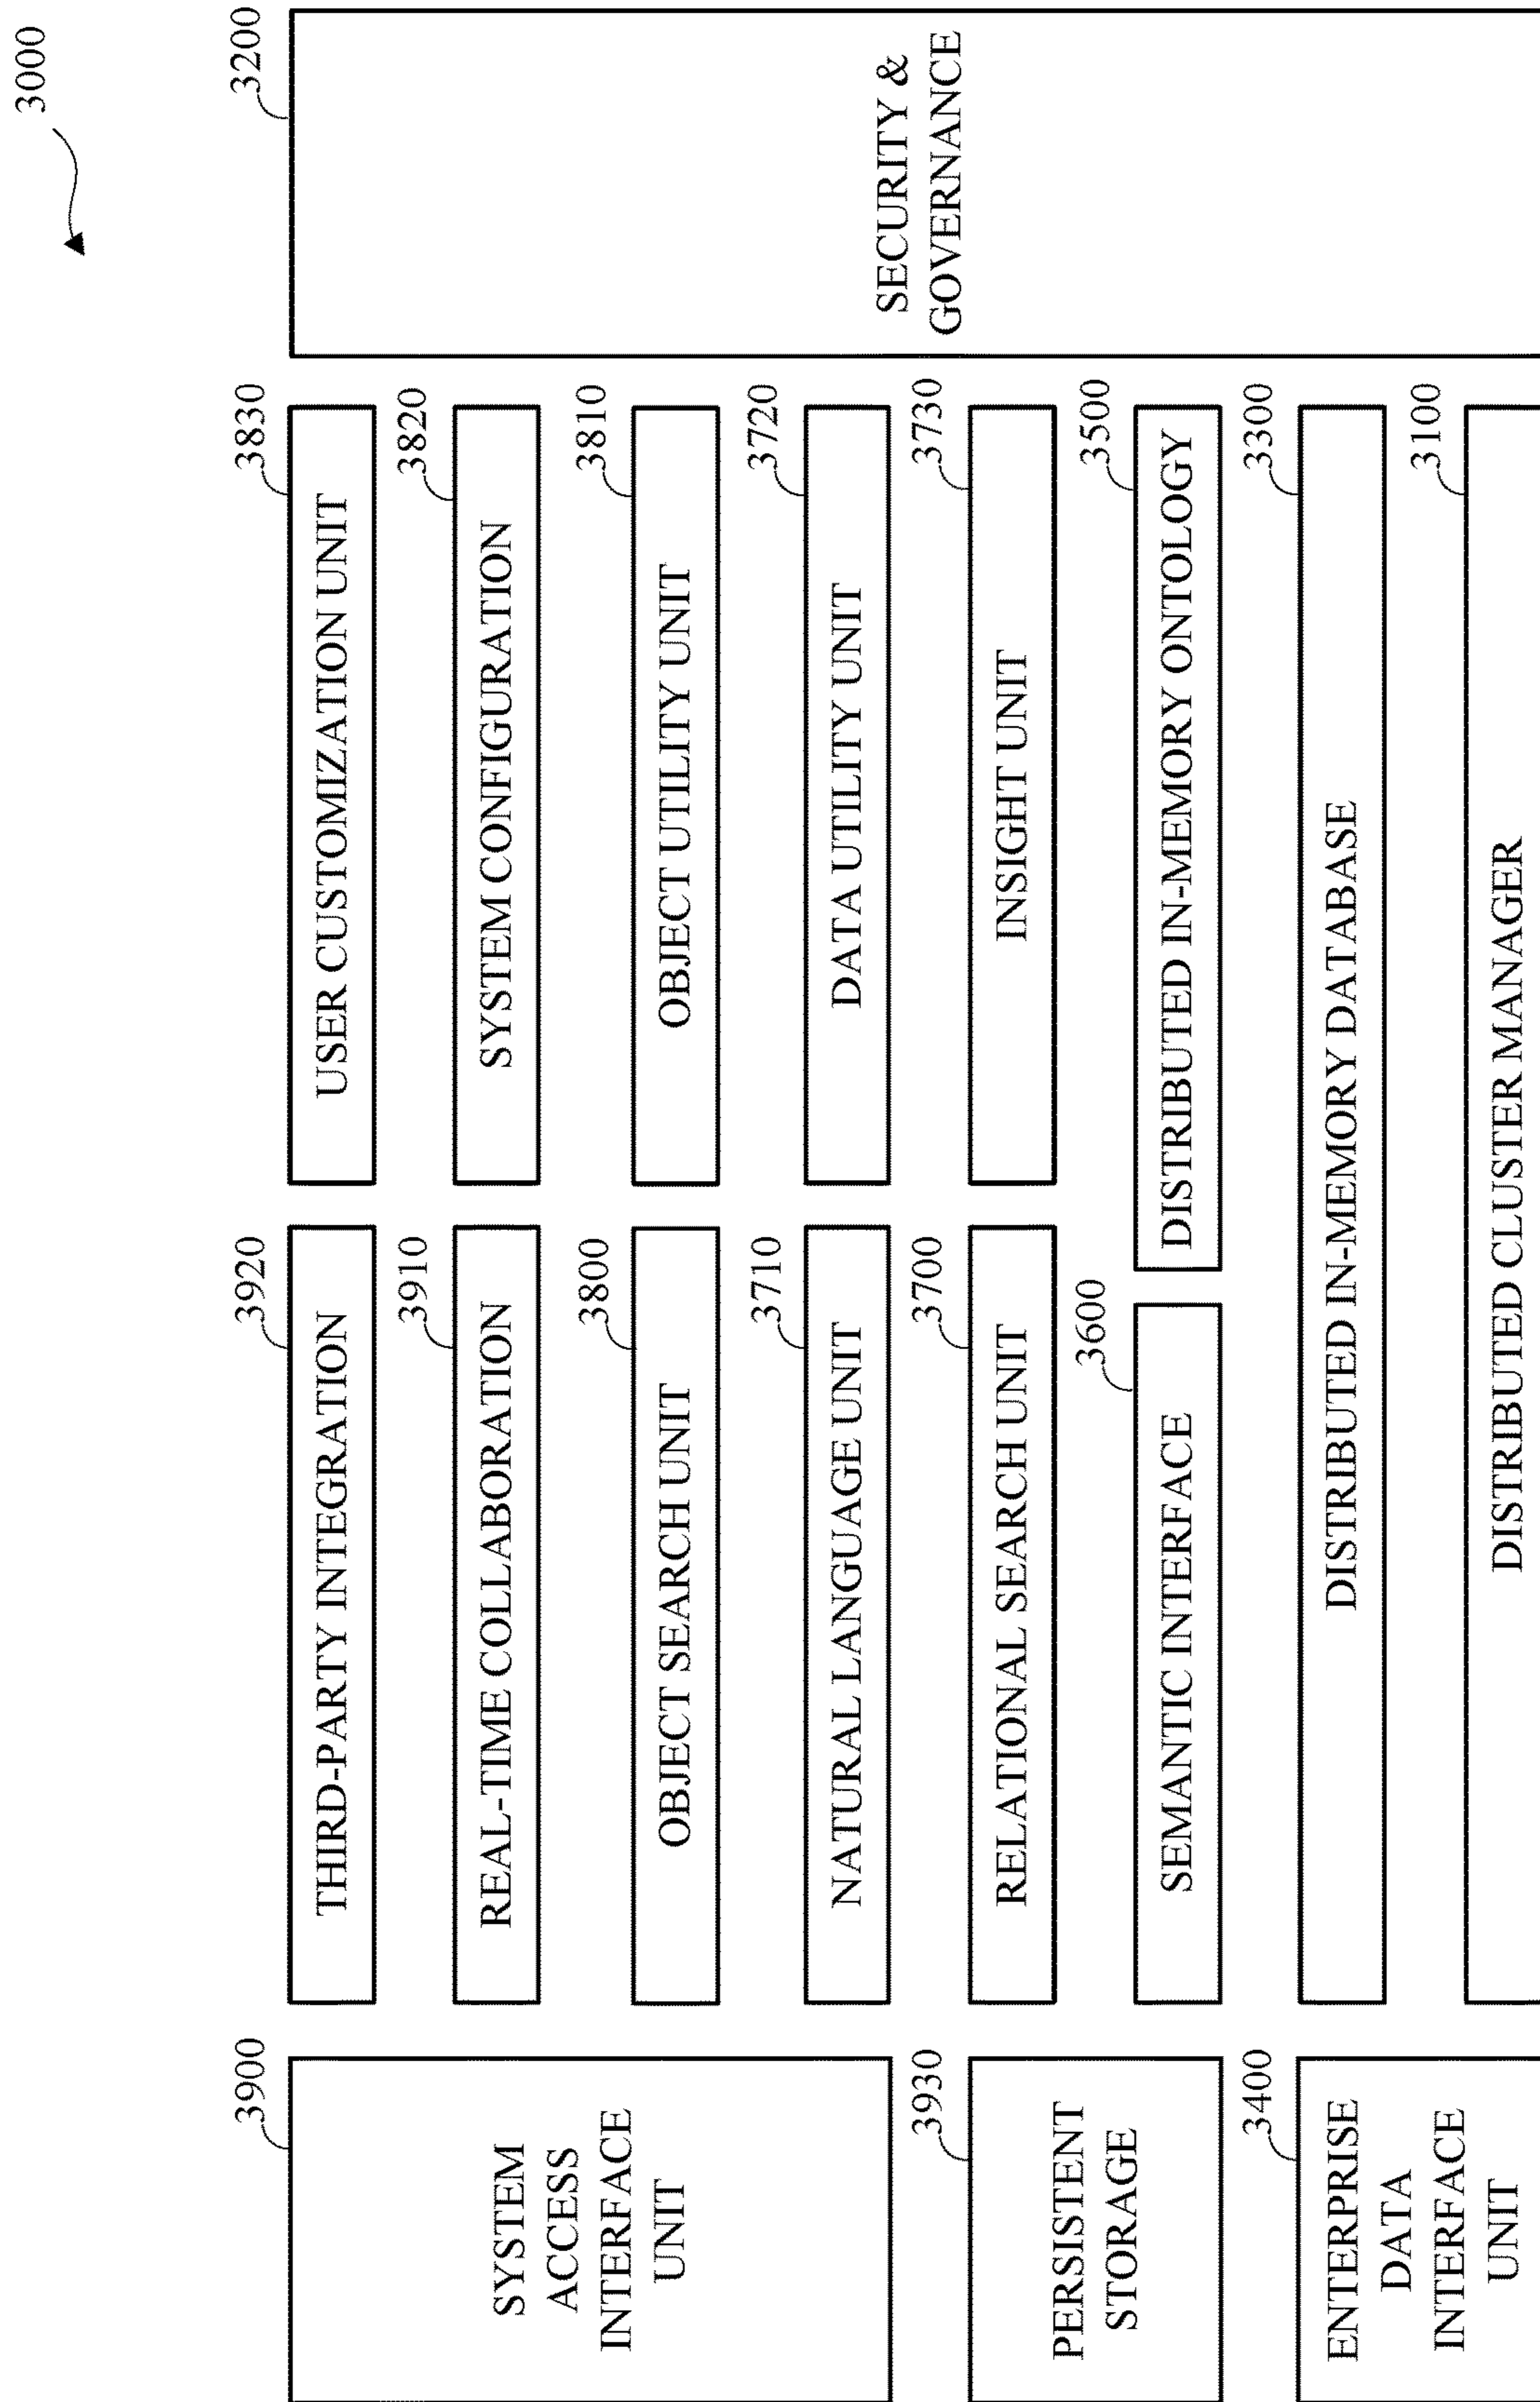 3000
3900
SYSTEM
ACCESS
INTERFACE
UNIT
3920
THIRD-PARTY INTEGRATION
3830
USER CUSTOMIZATION UNIT
3200
SECURITY &
GOVERNANCE
3910
REAL-TIME COLLABORATION
3820
SYSTEM CONFIGURATION
3800
OBJECT SEARCH UNIT
3810
OBJECT UTILITY UNIT
3710
NATURAL LANGUAGE UNIT
3720
DATA UTILITY UNIT
3930
PERSISTENT
STORAGE
3700
RELATIONAL SEARCH UNIT
3730
INSIGHT UNIT
3600
SEMANTIC INTERFACE
3500
DISTRIBUTED IN-MEMORY ONTOLOGY
3400
ENTERPRISE
DATA
INTERFACE
UNIT
3300
DISTRIBUTED IN-MEMORY DATABASE
3100
DISTRIBUTED CLUSTER MANAGER